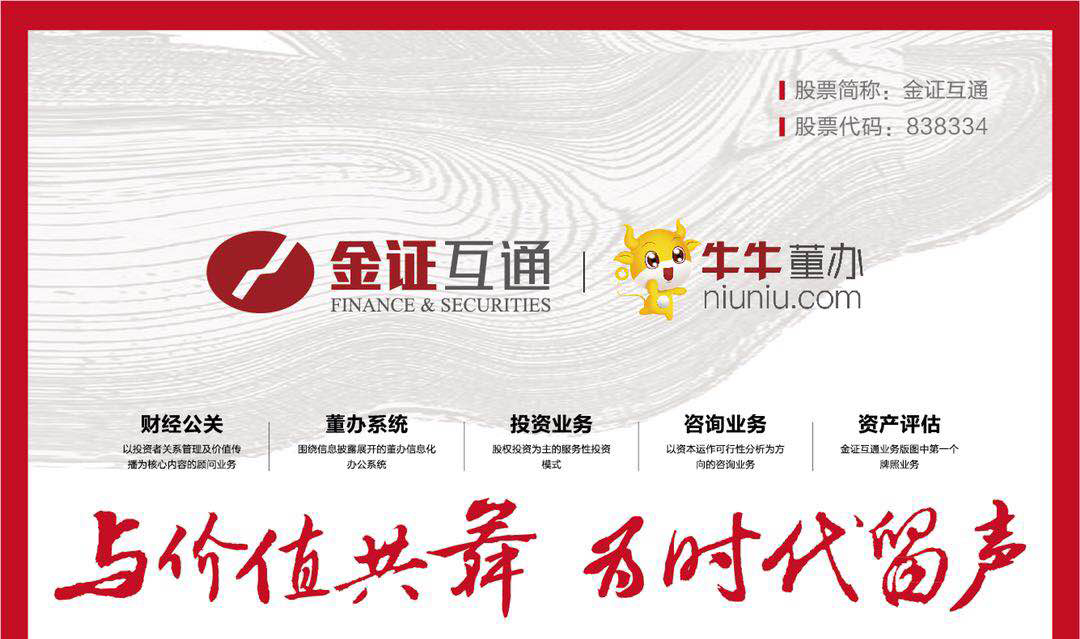 股票简称：金证互通
股票代码：838334
金证互通
FINANCE & SECURITIES
牛牛董办
niuniu.com
财经公关
以投资者关系管理及价值传
播为核心内容的顾问业务
董办系统
围绕信息披露展开的董办信息化
办公系统
投资业务
股权投资为主的服务性投资
模式
咨询业务
以资本运作可行性分析为方
向的咨询业务
资产评估
金证互通业务版图中第一个
牌照业务
与价值共舞 为时代留声